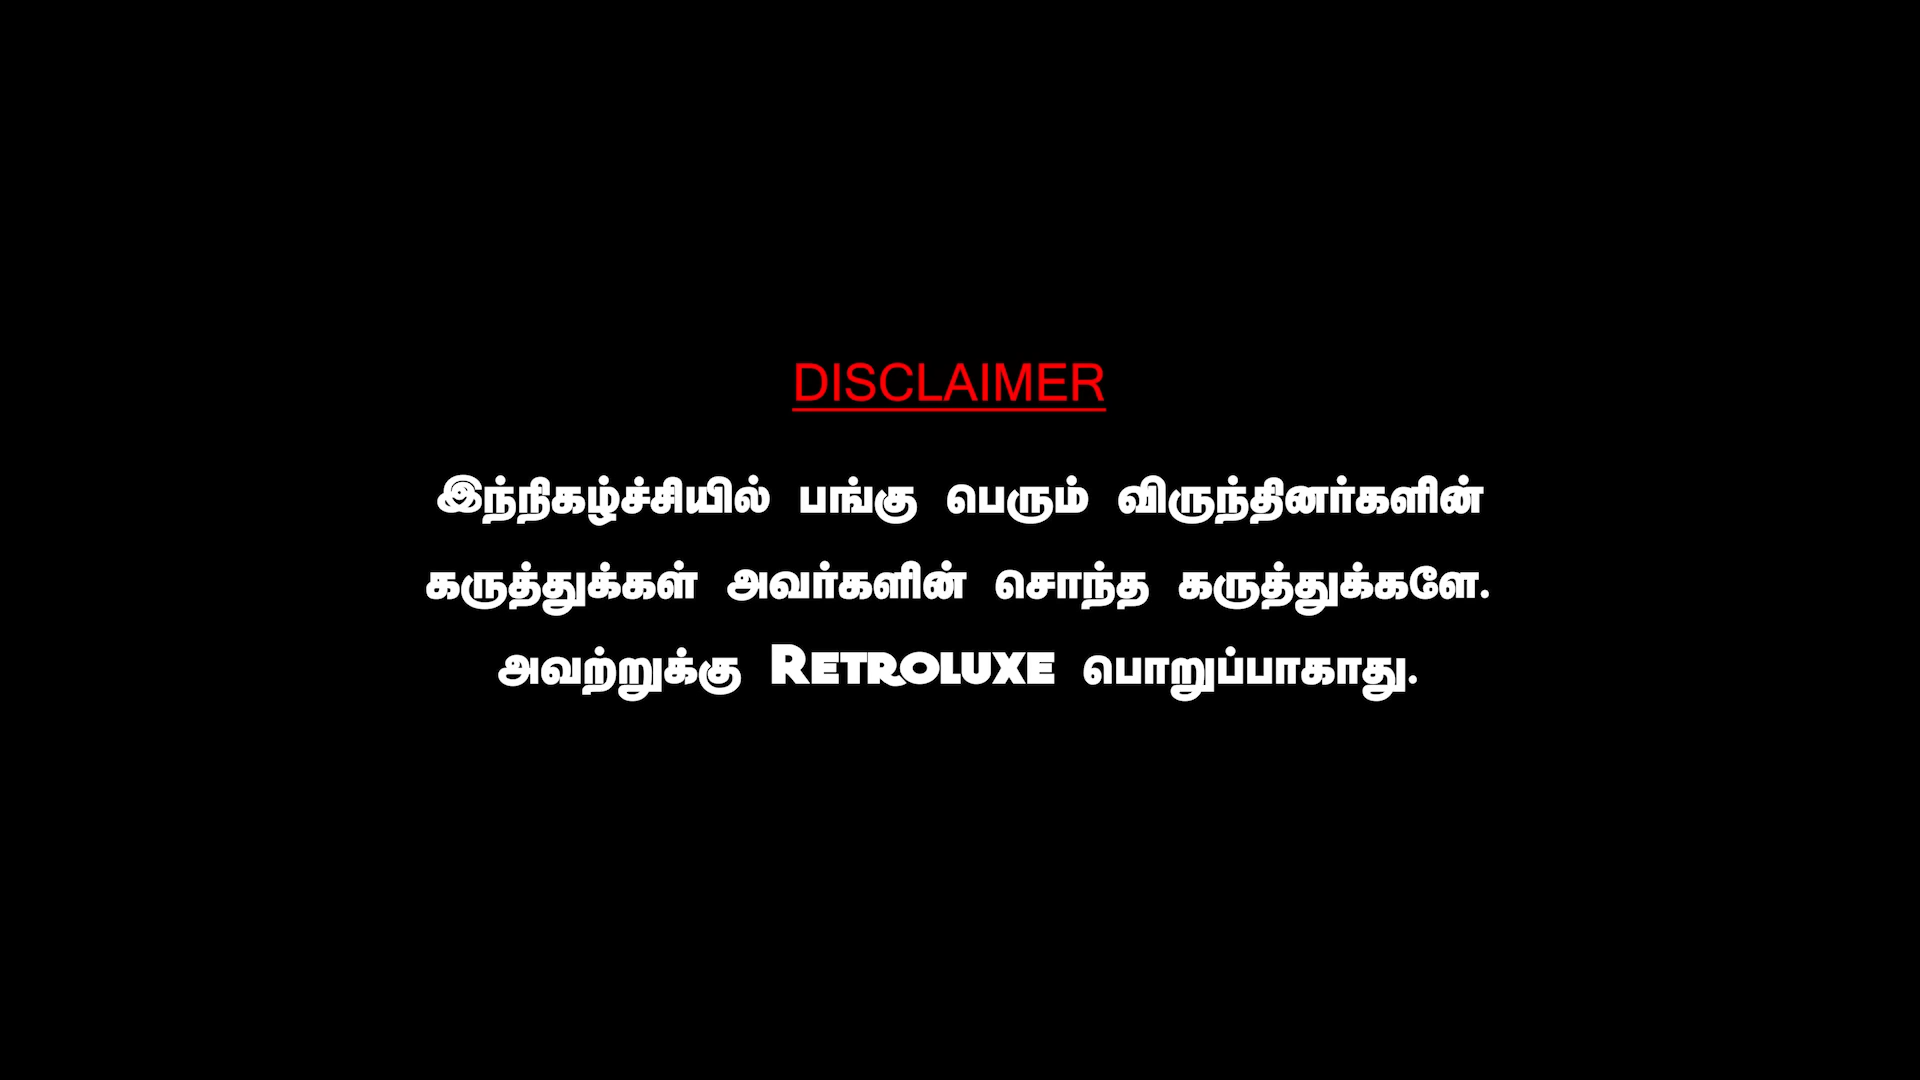 DISCLAIMER
இந்நிகழ்ச்சியில் பங்கு பெரும் விருந்தினர்களின்
கருத்துக்கள் அவர்களின் சொந்த கருத்துக்களே.
அவற்றுக்கு RETROLUXE பொறுப்பாகாது.